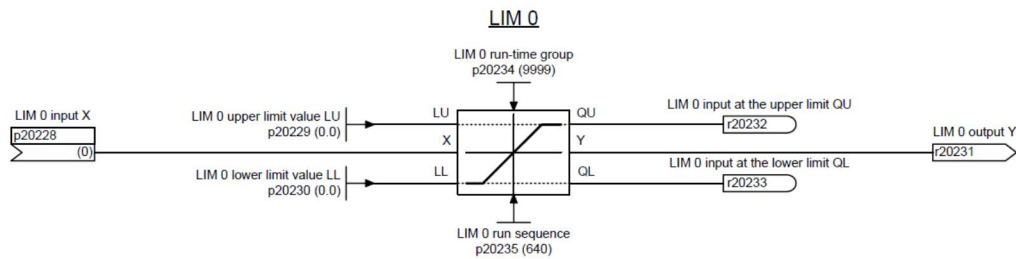 LIM 0
LIM 0 run-time group
p20234 (9999)
LIM 0 input X
p20228
(0)
LIM 0 upper limit value LU
p20229 (0.0)
LU
QU
LIM 0 input at the upper limit QU
r20232
X
Y
LIM 0 output Y
r20231
LIM 0 lower limit value LL
p20230 (0.0)
LL
QL
LIM 0 input at the lower limit QL
r20233
LIM 0 run sequence
p20235 (640)